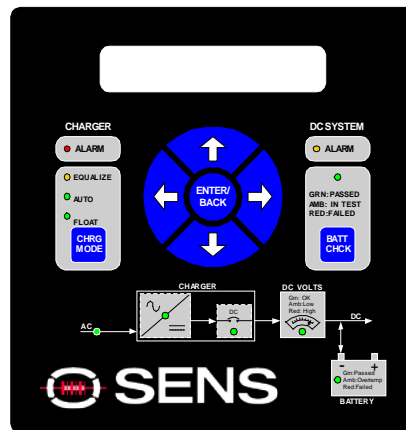 CHARGER
DC SYSTEM
ALARM
ALARM
EQUALIZE
AUTO
FLOAT
CHRG
MODE
ENTER/
BACK
GRN: PASSED
AMB: IN TEST
RED:FAILED
BATT
CHCK
CHARGER
DC VOLTS
Grn: OK
Amb:Low
Red: High
AC
DC
DC
- +
Grn:Passed
Amb:Overtemp
Red:Failed
BATTERY
SENS